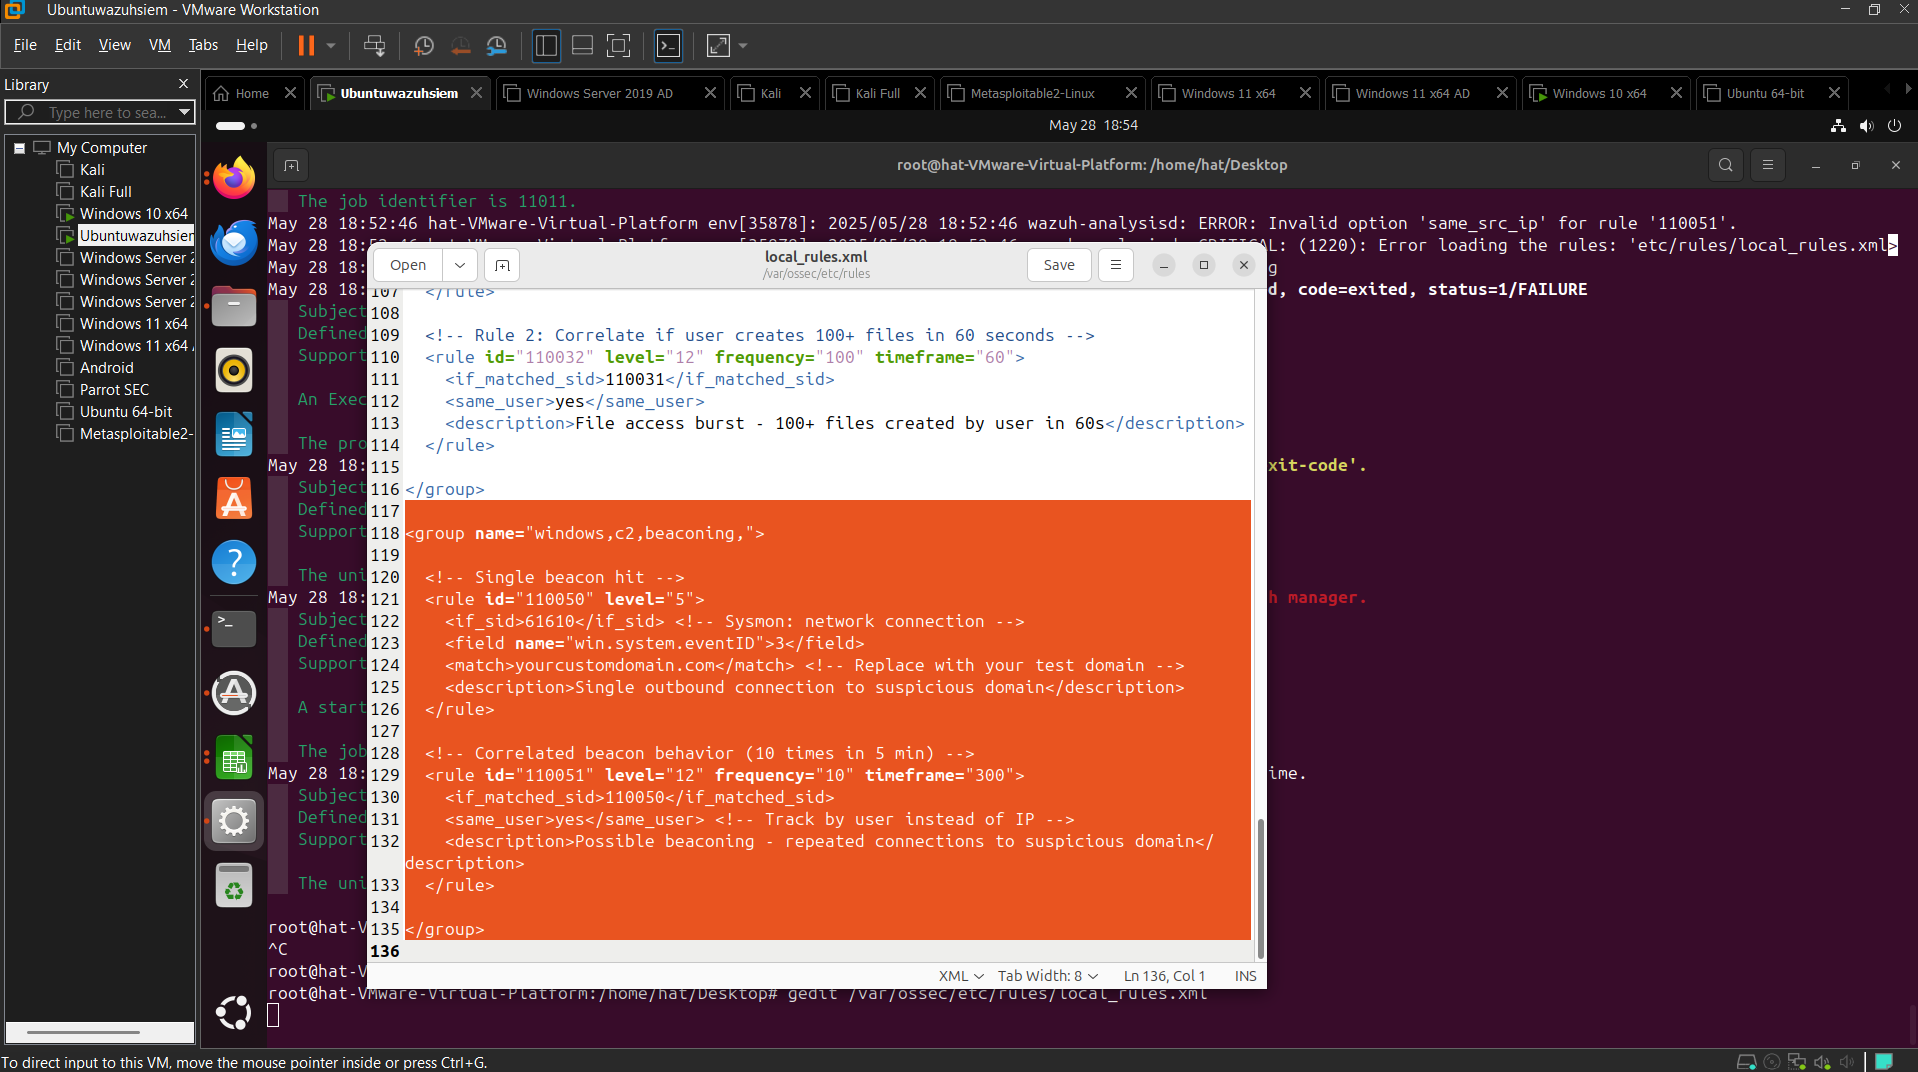 Ubuntuwazuhsiem - VMware Workstation
File Edit View VM Tabs Help
Library
Type here to sea...
My Computer
Kali
Kali Full
Windows 10 x64
Ubuntuwazuhsien
Windows Server 2
Windows Server 2
Windows Server 2
Windows 11 x64
Windows 11 x64
Android
Parrot SEC
Ubuntu 64-bit
Metasploitable2-
Home Ubuntuwazuhsiem Windows Server 2019 AD Kali Kali Full Metasploitable2-Linux Windows 11 x64 Windows 11 x64 AD Windows 10 x64 Ubuntu 64-bit
May 28 18:54
root@hat-VMware-Virtual-Platform: /home/hat/Desktop
The job identifier is 11011.
May 28 18:52:46 hat-VMware-Virtual-Platform env[35878]: 2025/05/28 18:52:46 wazuh-analysisd: ERROR: Invalid option 'same_src_ip' for rule '110051'.
May 28 (1220): Error loading the rules: 'etc/rules/local_rules.xml>
May 28 18: g
May 28 18: d, code=exited, status=1/FAILURE
Subject
Defined
Support
An Exec
The pro
May 28 18: xit-code'.
Subject
Defined
Support
The uni
May 28 18: h manager.
Subject
Defined
Support
A start
The job
May 28 18: ime.
Subject
Defined
Support
The uni
root@hat-V
^C
root@hat-V
root@hat-VMware-Virtual-Platform:/home/hat/Desktop# gedit /var/ossec/etc/rules/local_rules.xml
Open local_rules.xml Save
/var/ossec/etc/rules
107 </rule>
108
109 <!-- Rule 2: Correlate if user creates 100+ files in 60 seconds -->
110 <rule id="110032" level="12" frequency="100" timeframe="60">
111 <if_matched_sid>110031</if_matched_sid>
112 <same_user>yes</same_user>
113 <description>File access burst - 100+ files created by user in 60s</description>
114 </rule>
115
116 </group>
117
118 <group name="windows,c2,beaconing,">
119
120 <!-- Single beacon hit -->
121 <rule id="110050" level="5">
122 <if_sid>61610</if_sid> <!-- Sysmon: network connection -->
123 <field name="win.system.eventID">3</field>
124 <match>yourcustomdomain.com</match> <!-- Replace with your test domain -->
125 <description>Single outbound connection to suspicious domain</description>
126 </rule>
127
128 <!-- Correlated beacon behavior (10 times in 5 min) -->
129 <rule id="110051" level="12" frequency="10" timeframe="300">
130 <if_matched_sid>110050</if_matched_sid>
131 <same_user>yes</same_user> <!-- Track by user instead of IP -->
132 <description>Possible beaconing - repeated connections to suspicious domain</
description>
133 </rule>
134
135 </group>
136
XML Tab Width: 8 Ln 136, Col 1 INS
To direct input to this VM, move the mouse pointer inside or press Ctrl+G.